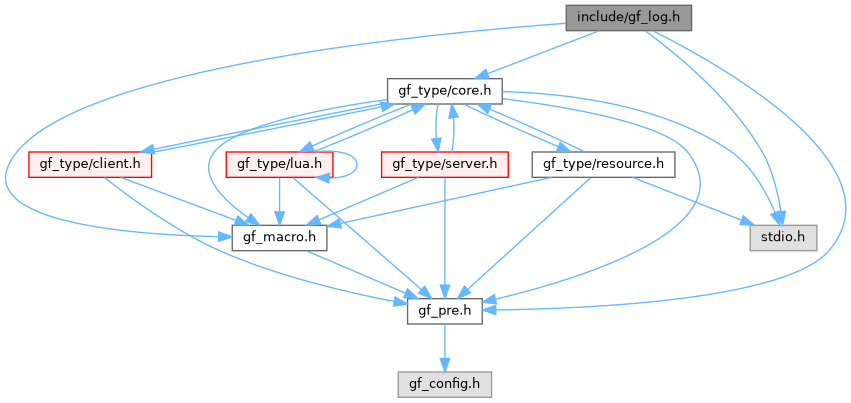 include/gf_log.h
gf_type/core.h
gf_type/client.h
gf_type/lua.h
gf_type/server.h
gf_type/resource.h
gf_macro.h
stdio.h
gf_pre.h
gf_config.h